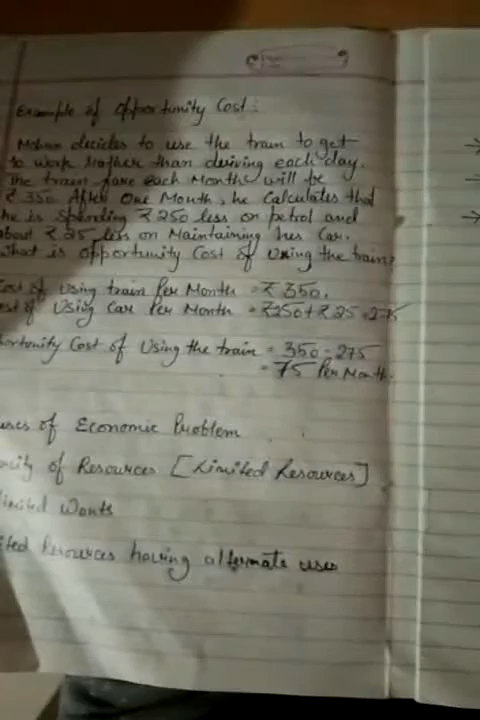 Example of Opportunity Cost :
Mohan decides to use the train to get
to work rather than driving each day.
The train fare each Month will be
₹ 350. After One Month, he Calculates that
he is Spending ₹ 250 less on petrol and
about ₹ 25 less on Maintaining his Car.
What is opportunity Cost of Using the train?
Cost of Using train Per Month = ₹ 350.
Cost of Using Car Per Month = ₹250 + ₹ 25 = 275
Opportunity Cost of Using the train = 350 - 275
= 75 Per Month.
of Economic Problem
of Resources [Limited Resources]
Wants
Resources having alternate uses